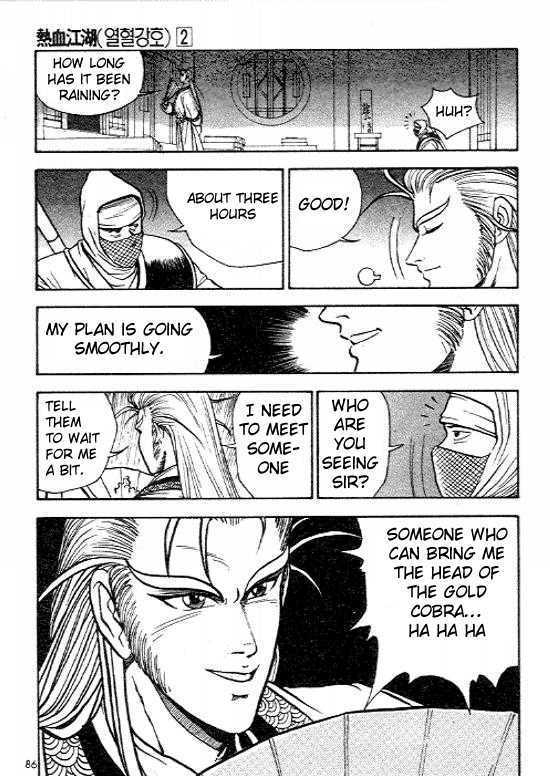 熱血江湖(열혈강호) 2
HOW LONG
HAS IT BEEN
RAINING?
HUH?
ABOUT THREE
HOURS
GOOD!
MY PLAN IS GOING
SMOOTHLY.
TELL
THEM
TO WAIT
FOR ME
A BIT.
I NEED
TO MEET
SOME-
ONE
WHO
ARE
YOU
SEEING
SIR?
SOMEONE WHO
CAN BRING ME
THE HEAD OF
THE GOLD
COBRA...
HA HA HA
86